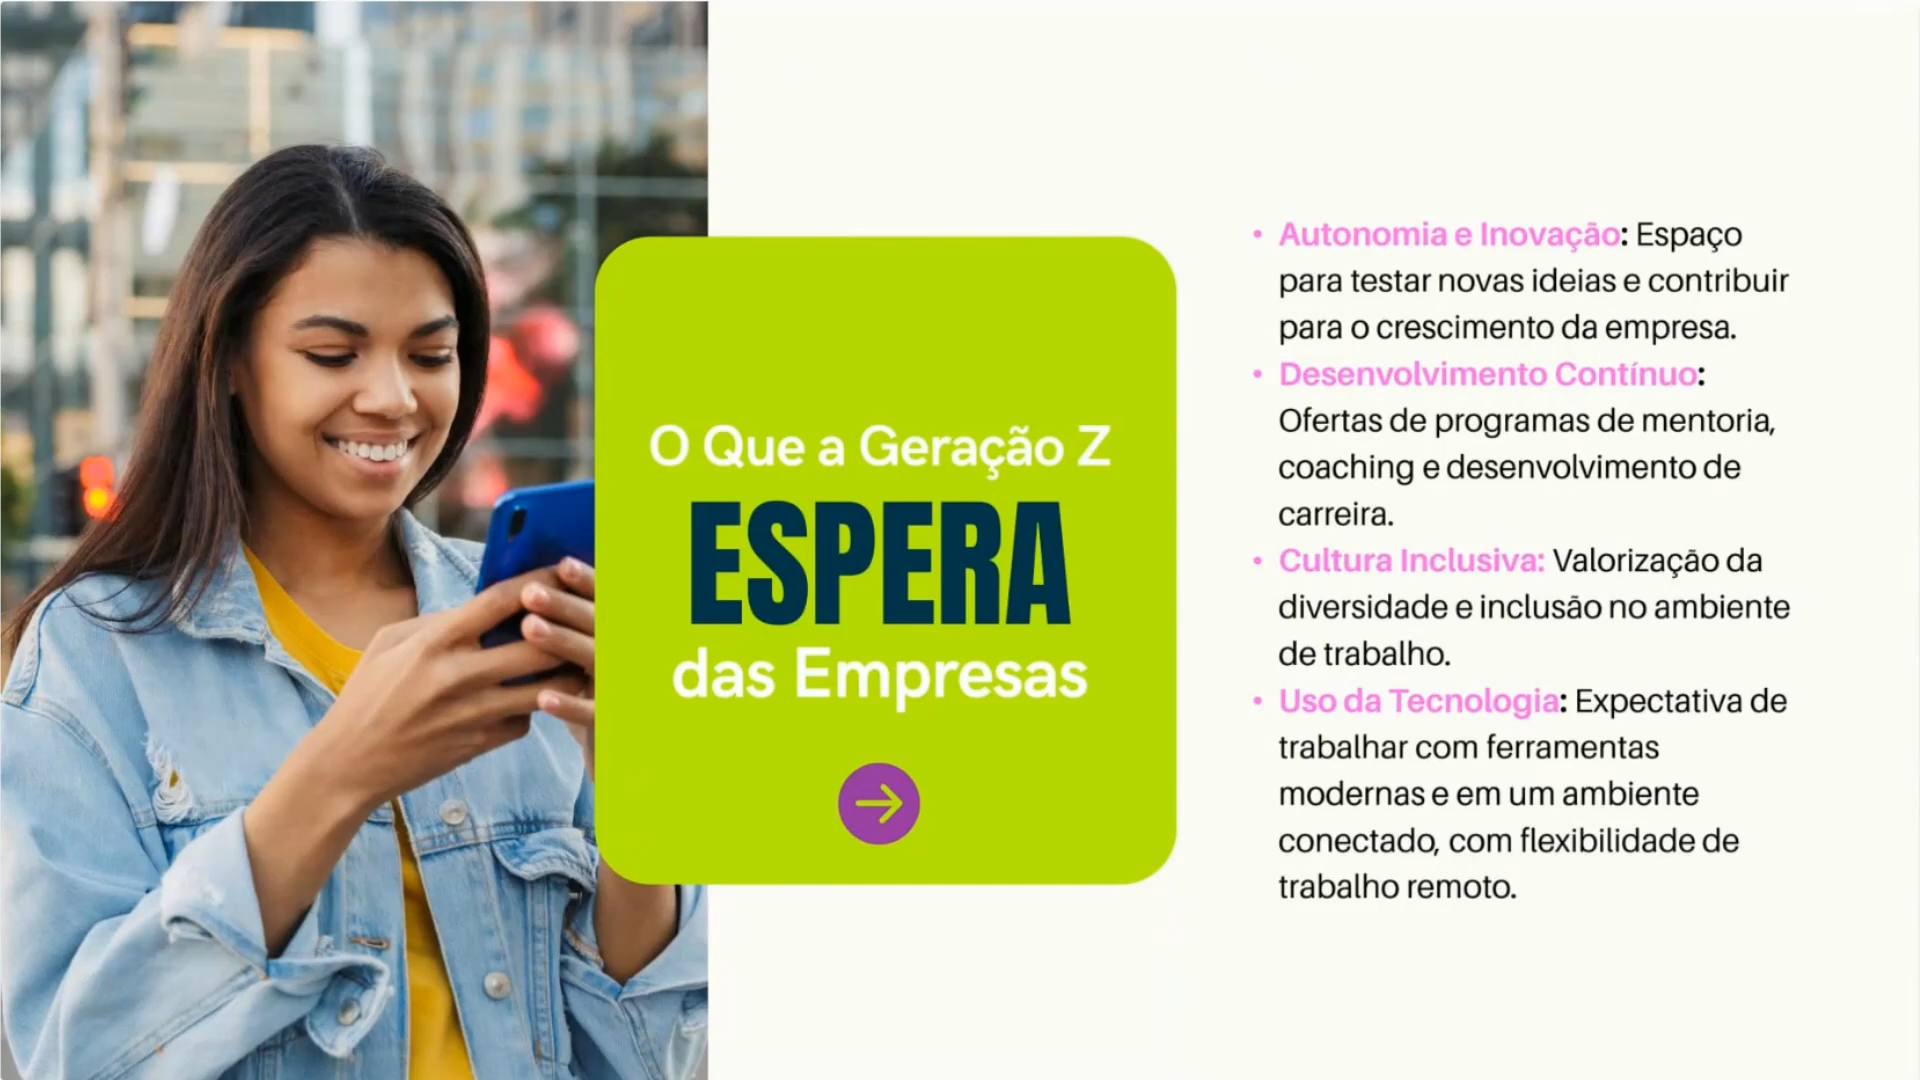 O Que a Geração Z
ESPERA
das Empresas
• Autonomia e Inovação: Espaço
para testar novas ideias e contribuir
para o crescimento da empresa.
• Desenvolvimento Contínuo:
Ofertas de programas de mentoria,
coaching e desenvolvimento de
carreira.
• Cultura Inclusiva: Valorização da
diversidade e inclusão no ambiente
de trabalho.
• Uso da Tecnologia: Expectativa de
trabalhar com ferramentas
modernas e em um ambiente
conectado, com flexibilidade de
trabalho remoto.